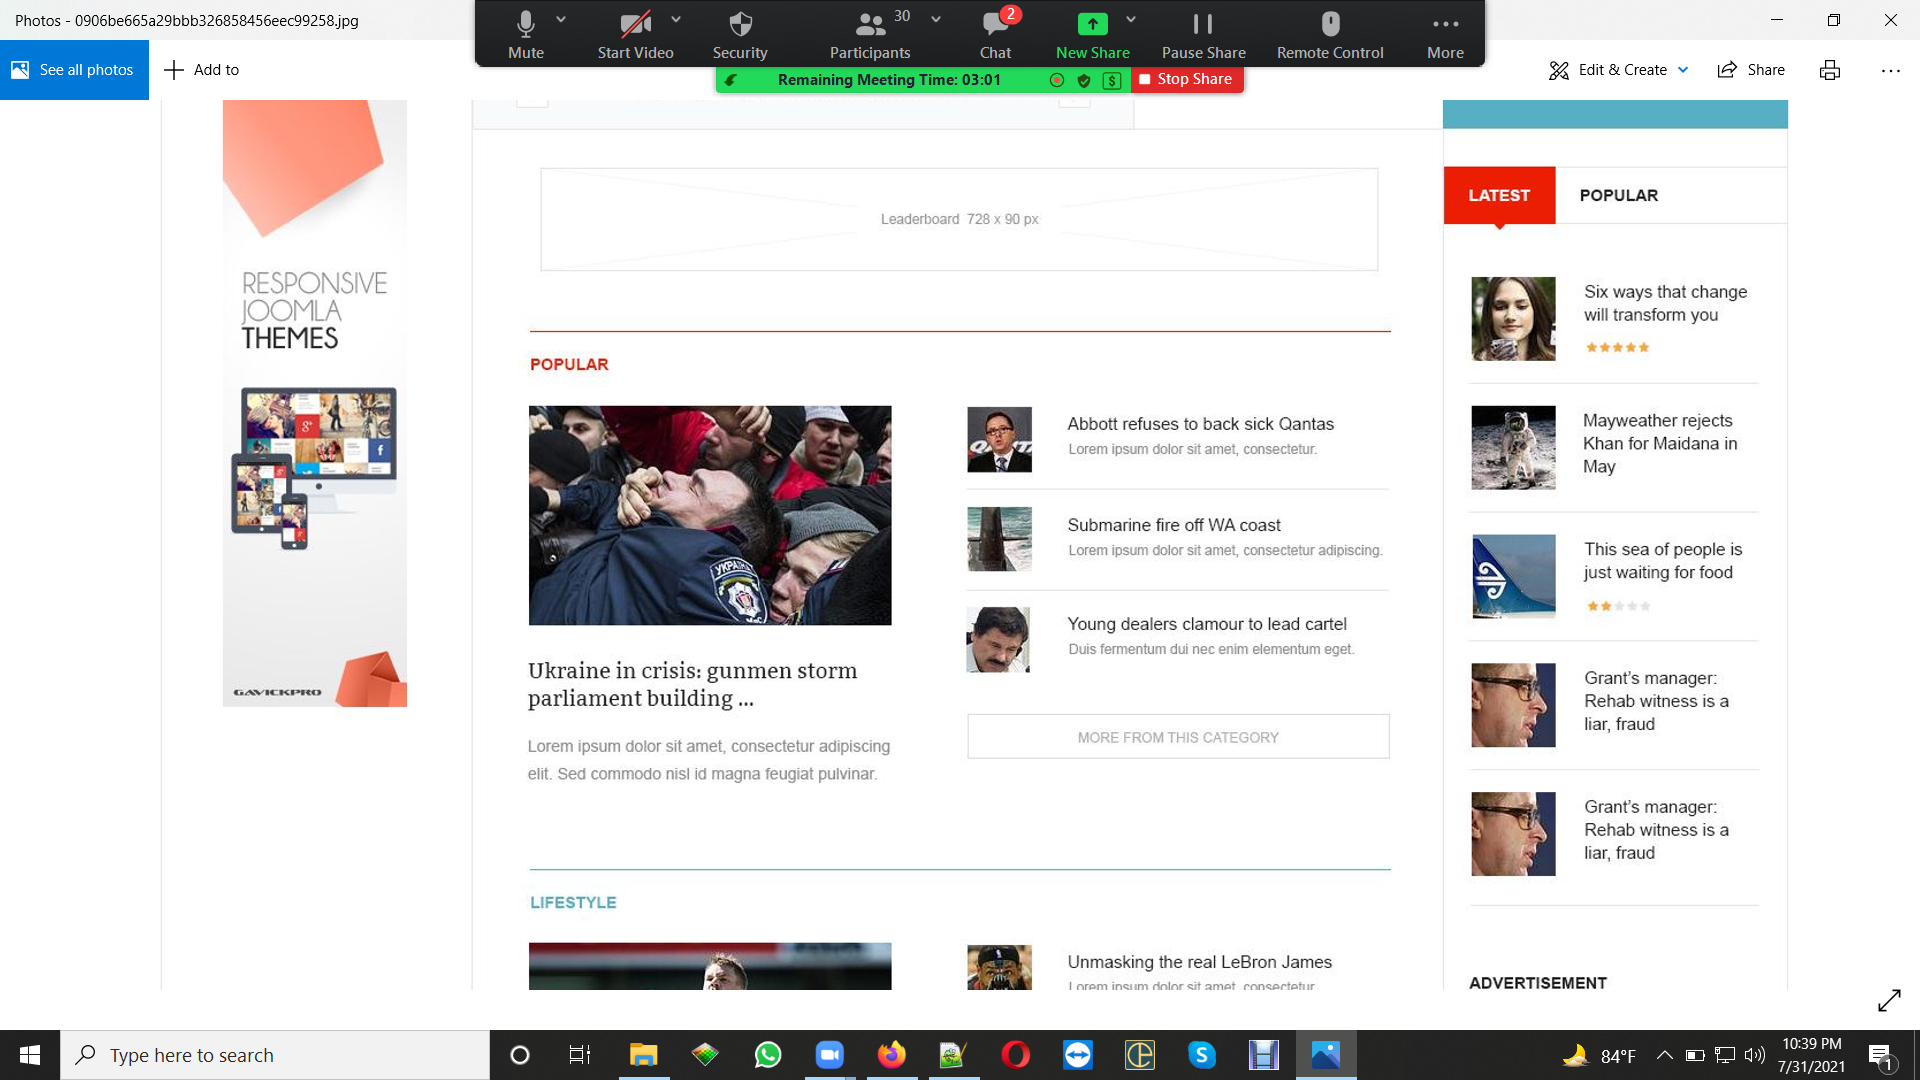 Photos - 0906be665a29bbb326858456eec99258.jpg
Mute
Start Video
Security
Participants
30
Chat
2
New Share
Pause Share
Remote Control
More
Remaining Meeting Time: 03:01
Stop Share
See all photos
Add to
Edit & Create
Share
RESPONSIVE
JOOMLA
THEMES
GAVICKPRO
Leaderboard 728 x 90 px
POPULAR
УКРАЇНА
Ukraine in crisis: gunmen storm
parliament building ...
Lorem ipsum dolor sit amet, consectetur adipiscing
elit. Sed commodo nisl id magna feugiat pulvinar.
Abbott refuses to back sick Qantas
Lorem ipsum dolor sit amet, consectetur.
Submarine fire off WA coast
Lorem ipsum dolor sit amet, consectetur adipiscing.
Young dealers clamour to lead cartel
Duis fermentum dui nec enim elementum eget.
MORE FROM THIS CATEGORY
LIFESTYLE
Unmasking the real LeBron James
Lorem ipsum dolor sit amet, consectetur
LATEST
POPULAR
Six ways that change
will transform you
Mayweather rejects
Khan for Maidana in
May
This sea of people is
just waiting for food
Grant's manager:
Rehab witness is a
liar, fraud
Grant's manager:
Rehab witness is a
liar, fraud
ADVERTISEMENT
Type here to search
84°F
10:39 PM
7/31/2021
1